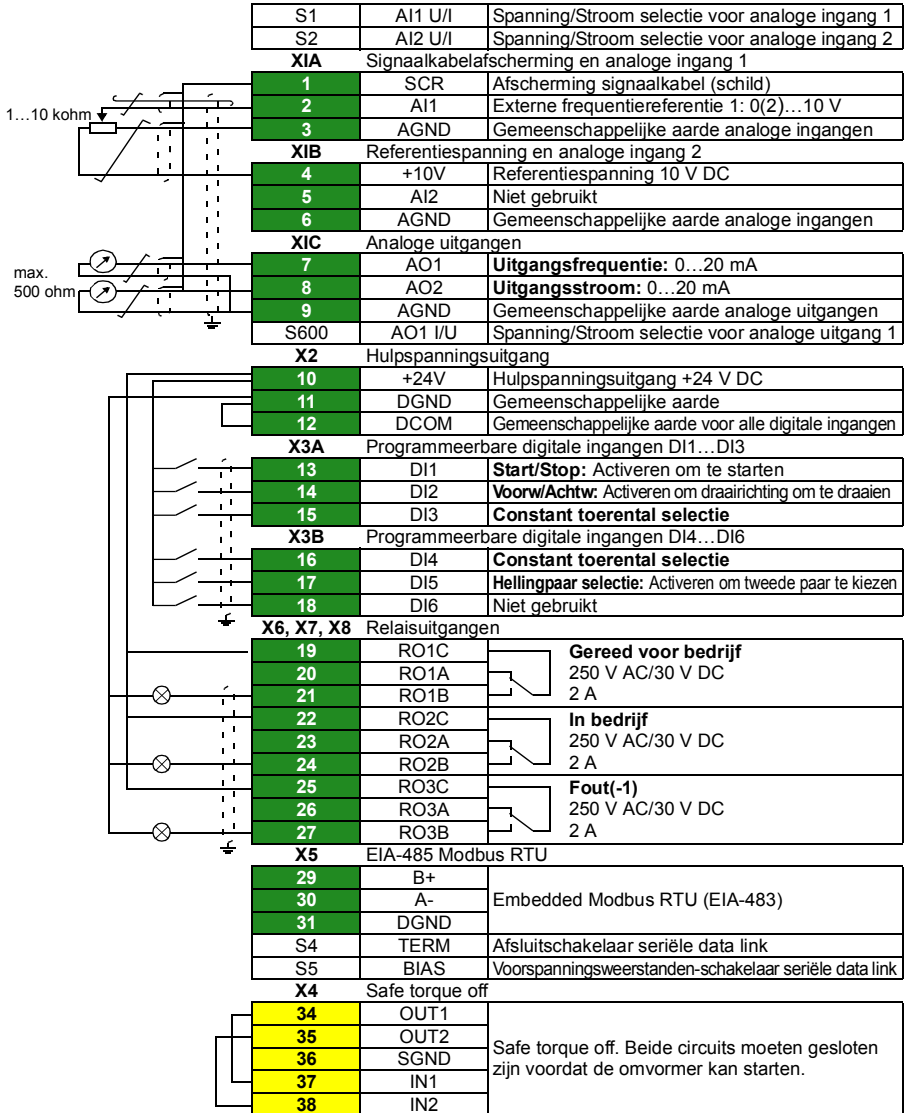 S1 AI1 U/I Spanning/Stroom selectie voor analoge ingang 1
S2 AI2 U/I Spanning/Stroom selectie voor analoge ingang 2
XIA Signaalkabelafscherming en analoge ingang 1
1 SCR Afscherming signaalkabel (schild)
1…10 kohm 2 AI1 Externe frequentiereferentie 1: 0(2)…10 V
3 AGND Gemeenschappelijke aarde analoge ingangen
XIB Referentiespanning en analoge ingang 2
4 +10V Referentiespanning 10 V DC
5 AI2 Niet gebruikt
6 AGND Gemeenschappelijke aarde analoge ingangen
XIC Analoge uitgangen
7 AO1 Uitgangsfrequentie: 0…20 mA
max.
500 ohm 8 AO2 Uitgangsstroom: 0…20 mA
9 AGND Gemeenschappelijke aarde analoge uitgangen
S600 AO1 I/U Spanning/Stroom selectie voor analoge uitgang 1
X2 Hulpspanningsuitgang
10 +24V Hulpspanningsuitgang +24 V DC
11 DGND Gemeenschappelijke aarde
12 DCOM Gemeenschappelijke aarde voor alle digitale ingangen
X3A Programmeerbare digitale ingangen DI1…DI3
13 DI1 Start/Stop: Activeren om te starten
14 DI2 Voorw/Achtw: Activeren om draairichting om te draaien
15 DI3 Constant toerental selectie
X3B Programmeerbare digitale ingangen DI4…DI6
16 DI4 Constant toerental selectie
17 DI5 Hellingpaar selectie: Activeren om tweede paar te kiezen
18 DI6 Niet gebruikt
X6, X7, X8 Relaisuitgangen
19 RO1C Gereed voor bedrijf
20 RO1A 250 V AC/30 V DC
21 RO1B 2 A
22 RO2C In bedrijf
23 RO2A 250 V AC/30 V DC
24 RO2B 2 A
25 RO3C Fout(-1)
26 RO3A 250 V AC/30 V DC
27 RO3B 2 A
X5 EIA-485 Modbus RTU
29 B+
30 A- Embedded Modbus RTU (EIA-483)
31 DGND
S4 TERM Afsluitschakelaar seriële data link
S5 BIAS Voorspanningsweerstanden-schakelaar seriële data link
X4 Safe torque off
34 OUT1
35 OUT2
36 SGND
37 IN1
38 IN2
Safe torque off. Beide circuits moeten gesloten
zijn voordat de omvormer kan starten.